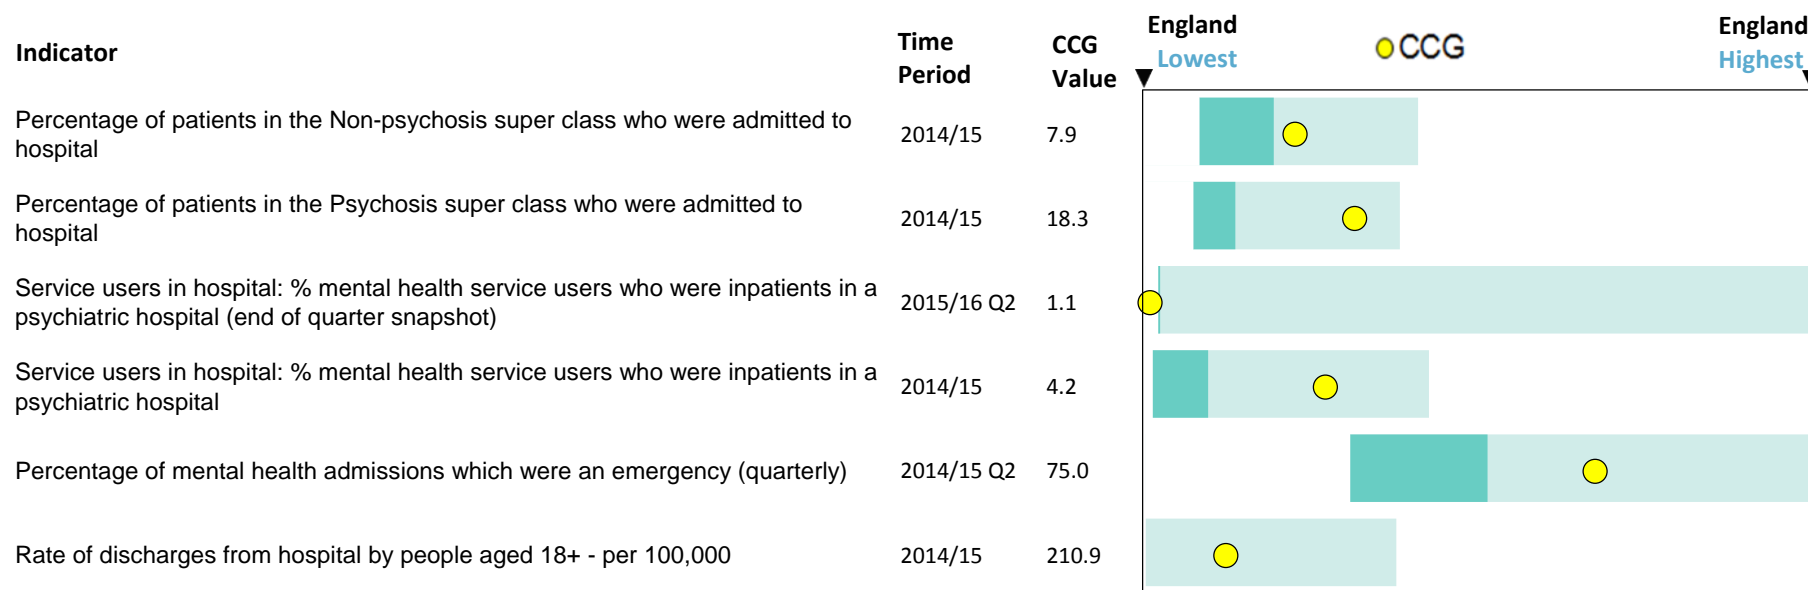 Indicator
Time
Period
CCG
Value
England
Lowest
CCG
England
Highest
Percentage of patients in the Non-psychosis super class who were admitted to
hospital
2014/15
7.9
Percentage of patients in the Psychosis super class who were admitted to
hospital
2014/15
18.3
Service users in hospital: % mental health service users who were inpatients in a
psychiatric hospital (end of quarter snapshot)
2015/16 Q2
1.1
Service users in hospital: % mental health service users who were inpatients in a
psychiatric hospital
2014/15
4.2
Percentage of mental health admissions which were an emergency (quarterly)
2014/15 Q2
75.0
Rate of discharges from hospital by people aged 18+ - per 100,000
2014/15
210.9